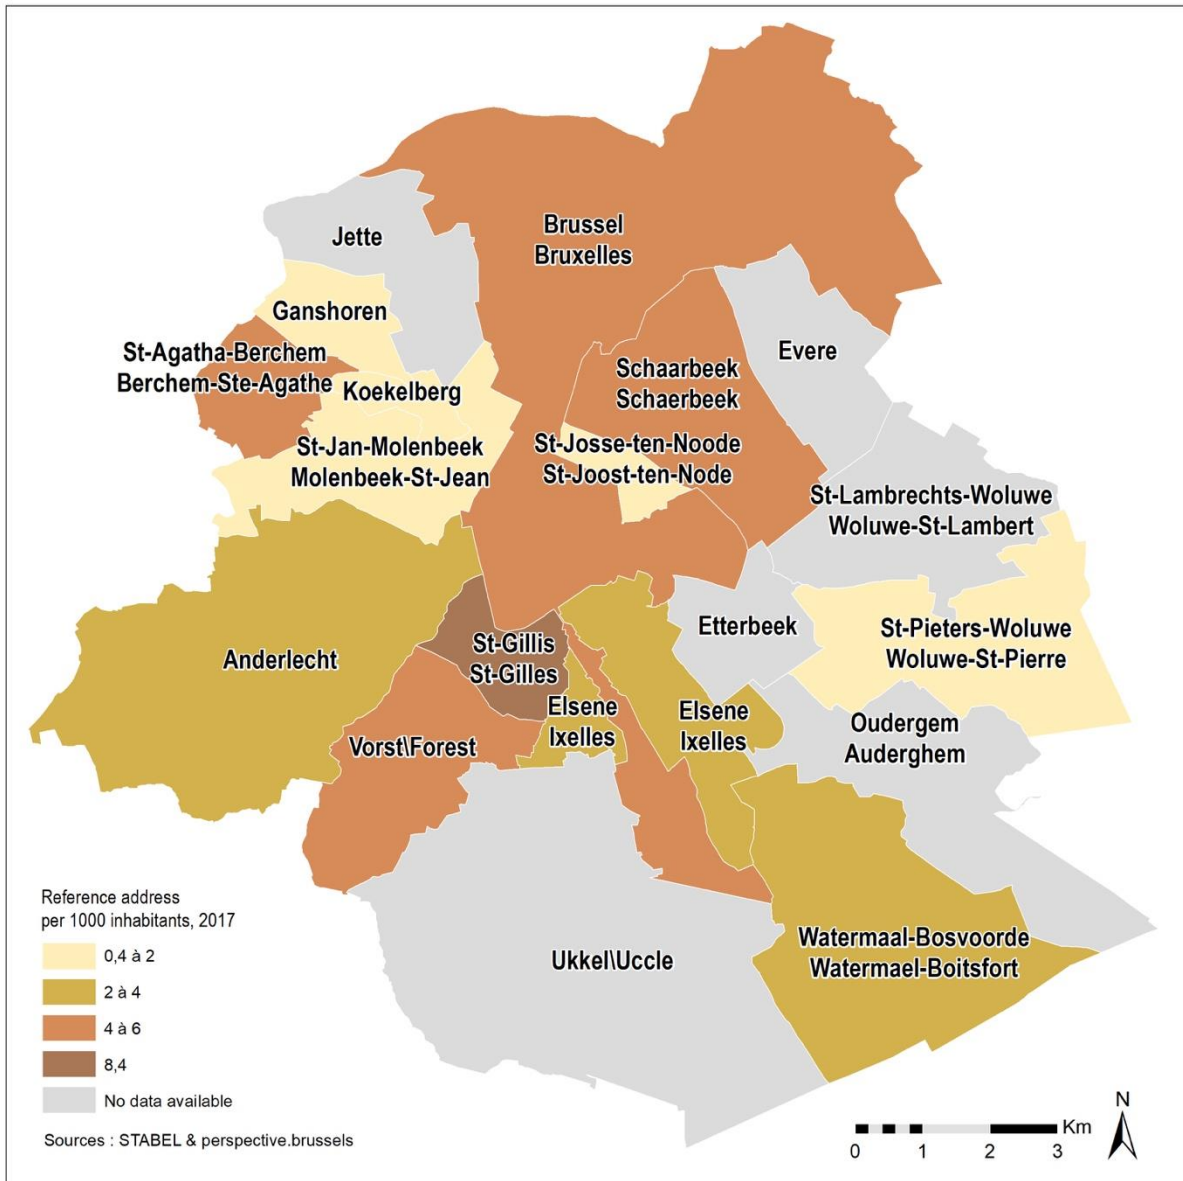 Jette
Brussel
Bruxelles
Ganshoren
St-Agatha-Berchem
Berchem-Ste-Agathe
Koekelberg
Evere
Schaarbeek
Schaerbeek
St-Jan-Molenbeek
Molenbeek-St-Jean
St-Josse-ten-Noode
St-Joost-ten-Node
St-Lambrechts-Woluwe
Woluwe-St-Lambert
Etterbeek
St-Pieters-Woluwe
Woluwe-St-Pierre
Anderlecht
St-Gillis
St-Gilles
Elsene
Ixelles
Elsene
Ixelles
Oudergem
Auderghem
Vorst\Forest
Ukkel\Uccle
Watermaal-Bosvoorde
Watermael-Boitsfort
Reference address
per 1000 inhabitants, 2017
0,4 à 2
2 à 4
4 à 6
8,4
No data available
Sources : STABEL & perspective.brussels
N
Km
0 1 2 3